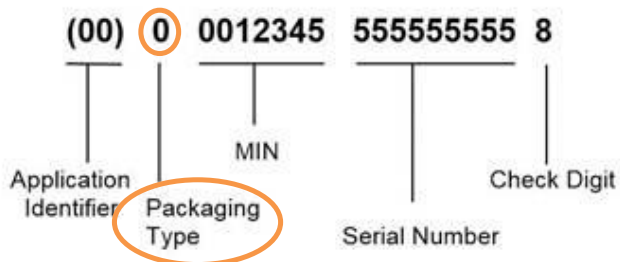 (00) 0 0012345 555555555 8
MIN
Application
Identifier
Packaging
Type
Serial Number
Check Digit